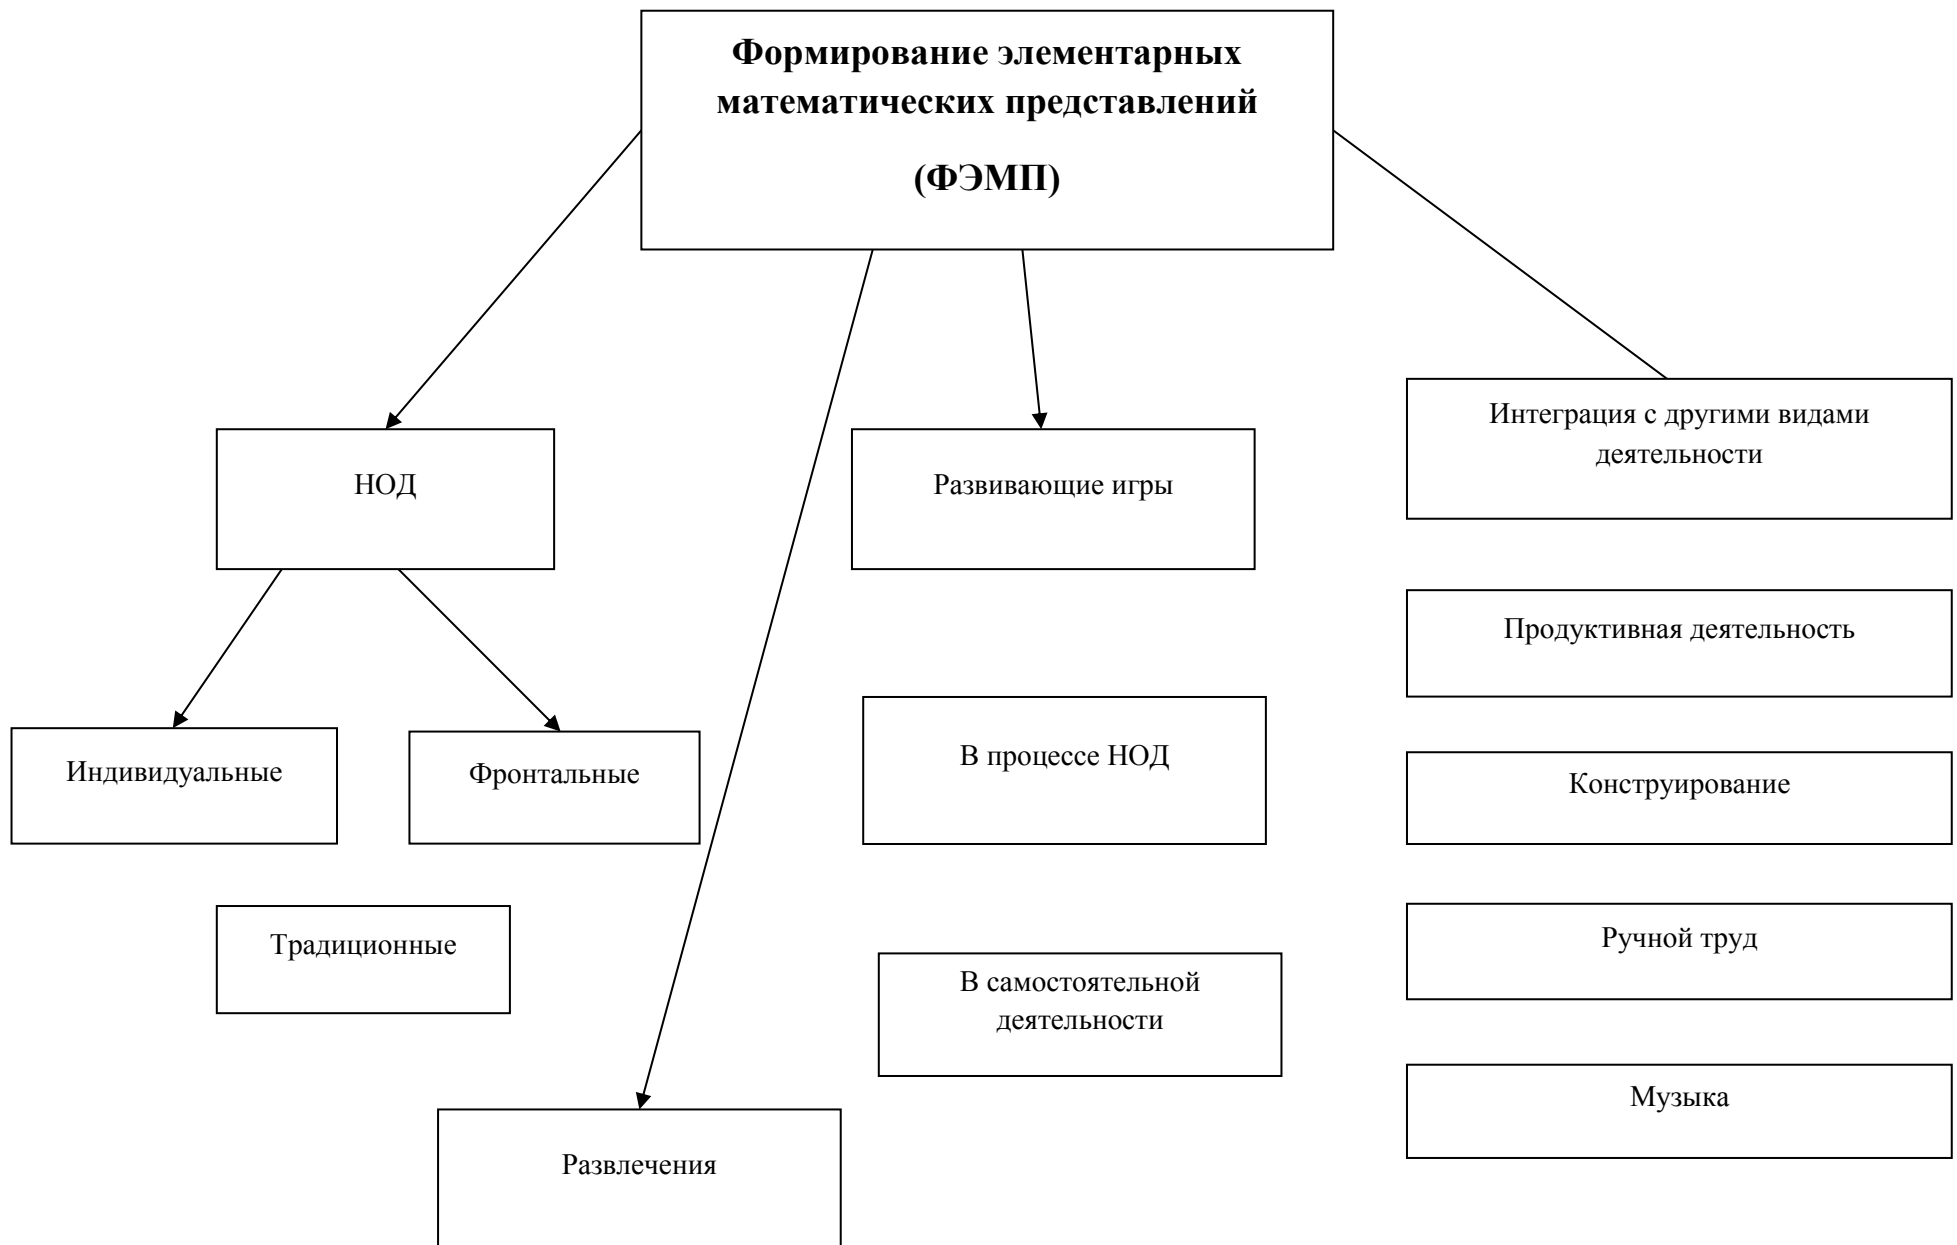 Формирование элементарных
математических представлений
(ФЭМП)
НОД
Развивающие игры
Интеграция с другими видами
деятельности
Индивидуальные
Фронтальные
Традиционные
Развлечения
В процессе НОД
В самостоятельной
деятельности
Продуктивная деятельность
Конструирование
Ручной труд
Музыка